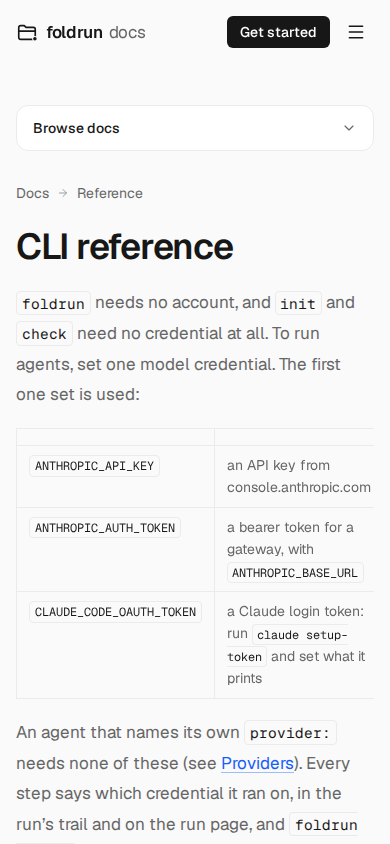 foldrun docs
Get started
Browse docs
Docs → Reference
CLI reference
foldrun needs no account, and init and
check need no credential at all. To run
agents, set one model credential. The first
one set is used:
ANTHROPIC_API_KEY
an API key from
console.anthropic.com
ANTHROPIC_AUTH_TOKEN
a bearer token for a
gateway, with
ANTHROPIC_BASE_URL
CLAUDE_CODE_OAUTH_TOKEN
a Claude login token:
run claude setup-
token and set what it
prints
An agent that names its own provider:
needs none of these (see Providers). Every
step says which credential it ran on, in the
run's trail and on the run page, and foldrun